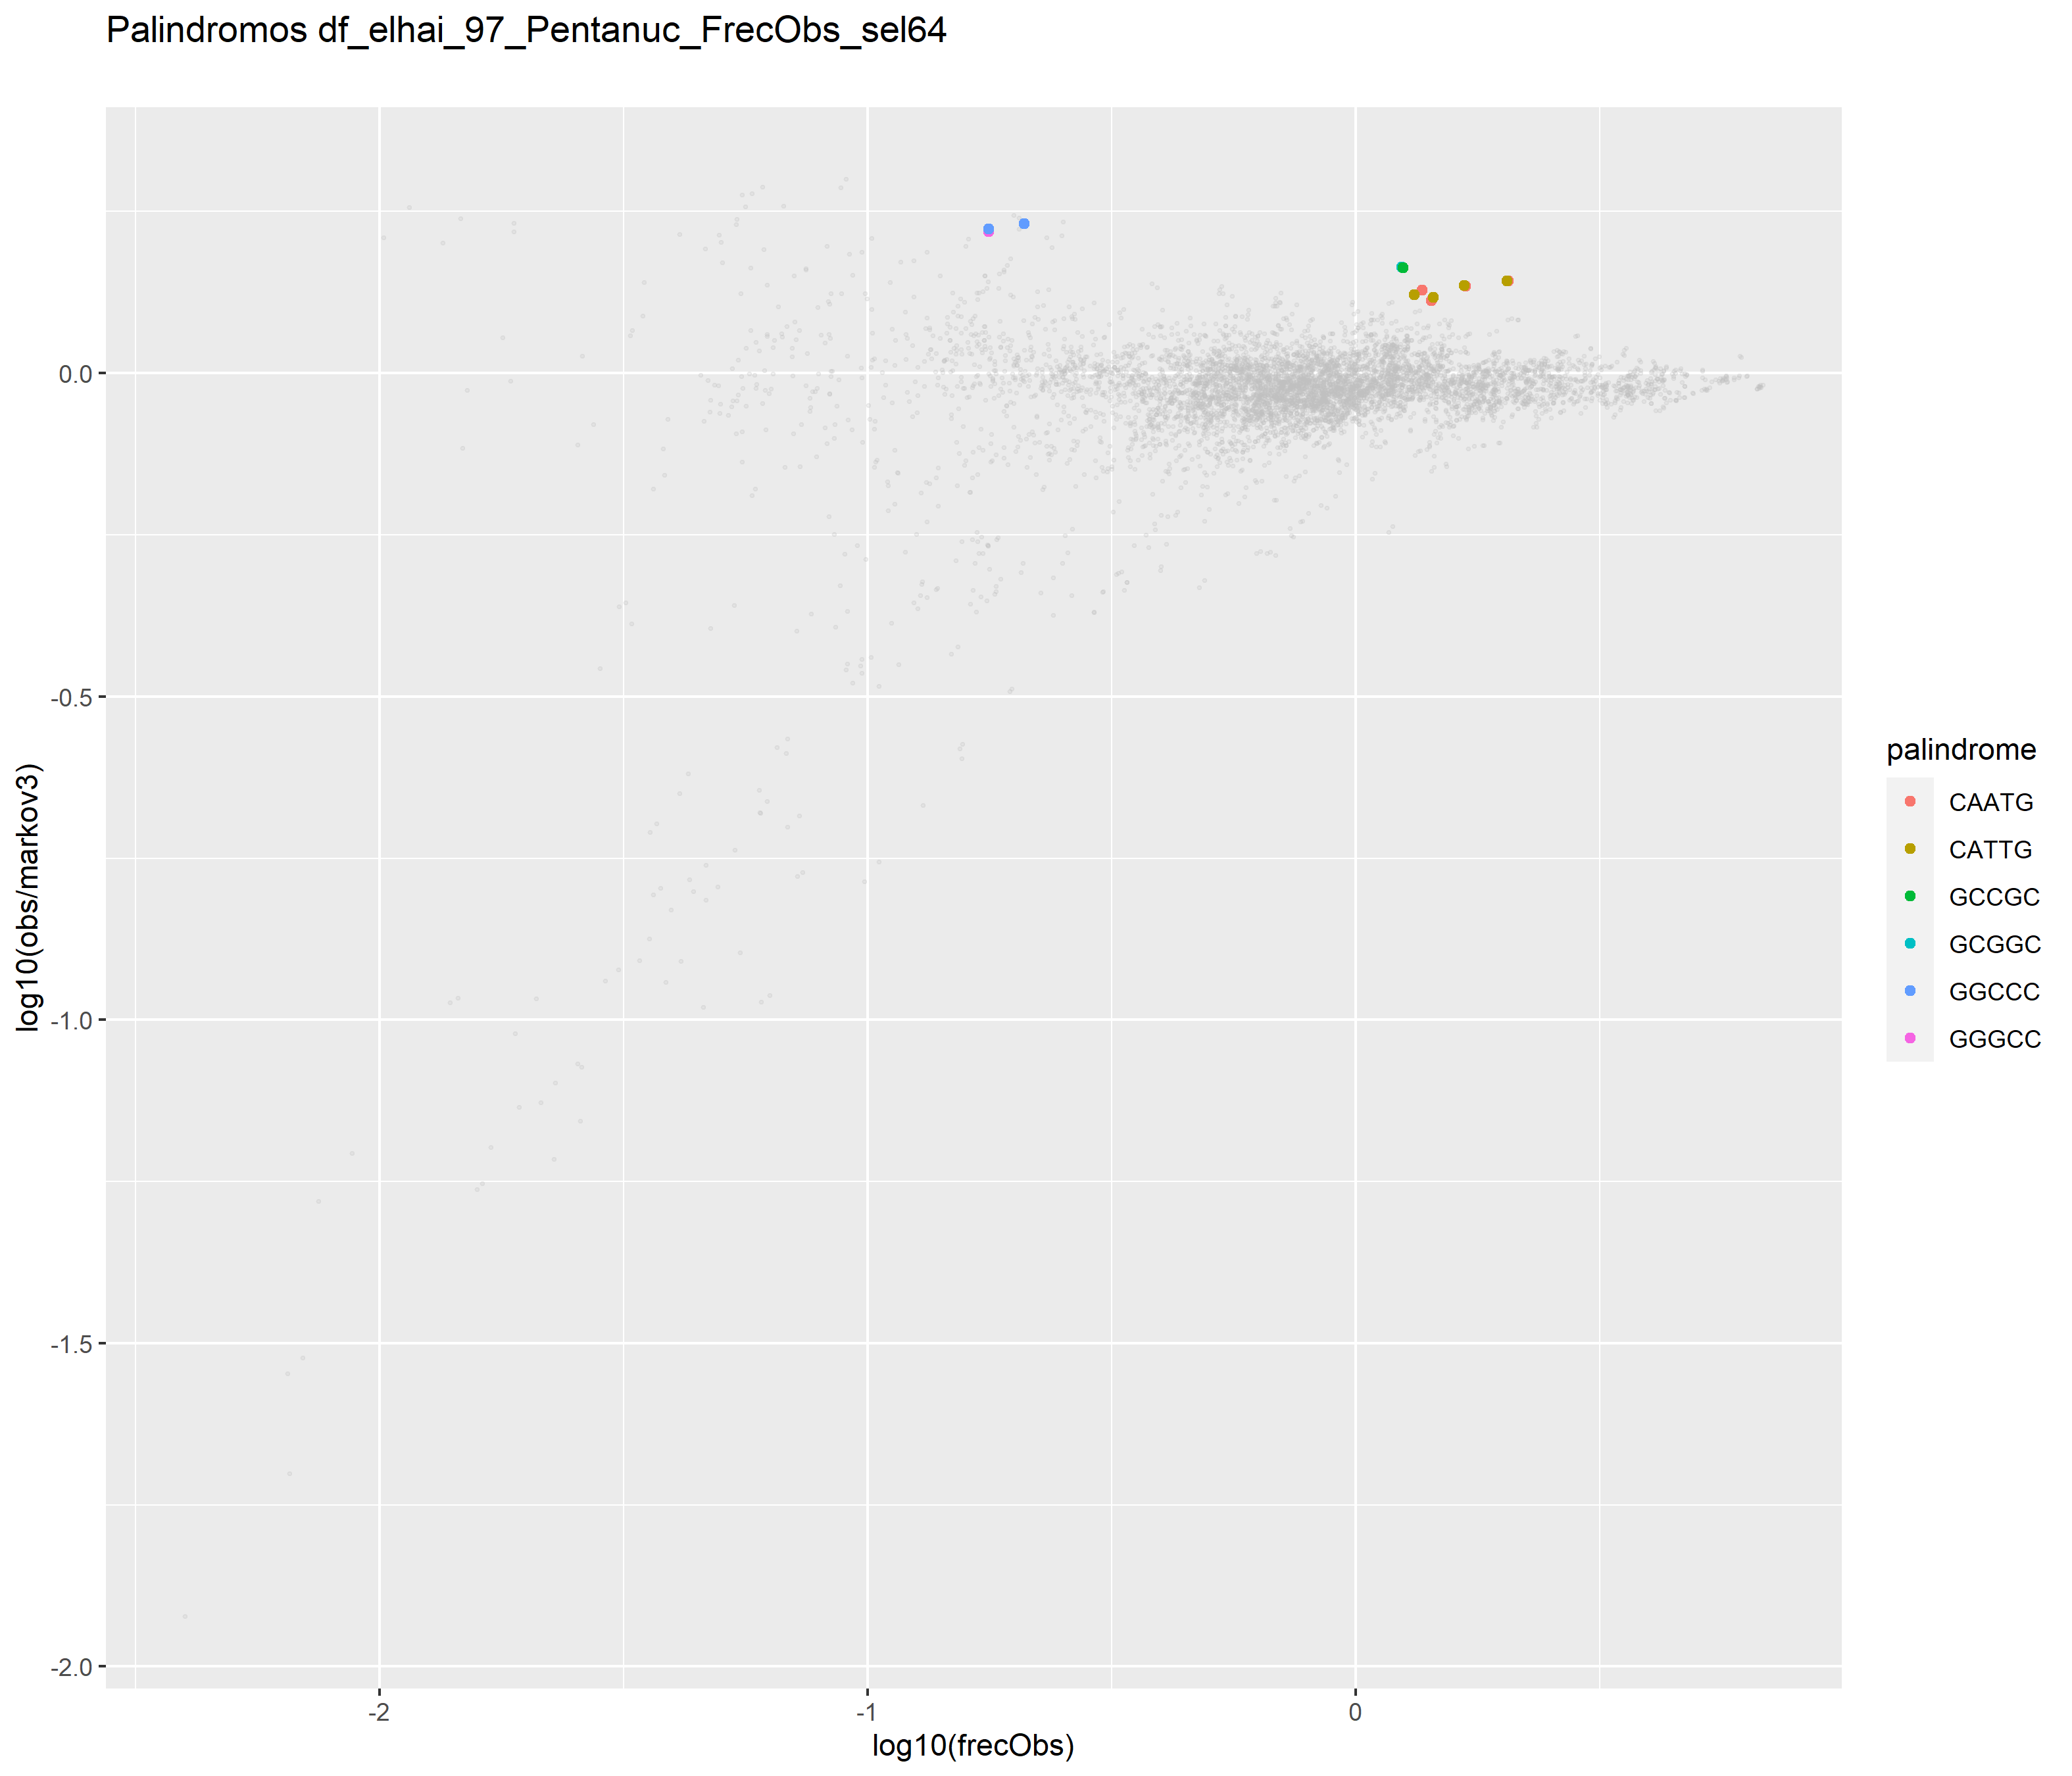 Palindromos df_elhai_97_Pentanuc_FrecObs_sel64
log10(obs/markov3)
0.0
-0.5
-1.0
-1.5
-2.0
-2
-1
0
log10(frecObs)
palindrome
CAATG
CATTG
GCCGC
GCGGC
GGCCC
GGGCC